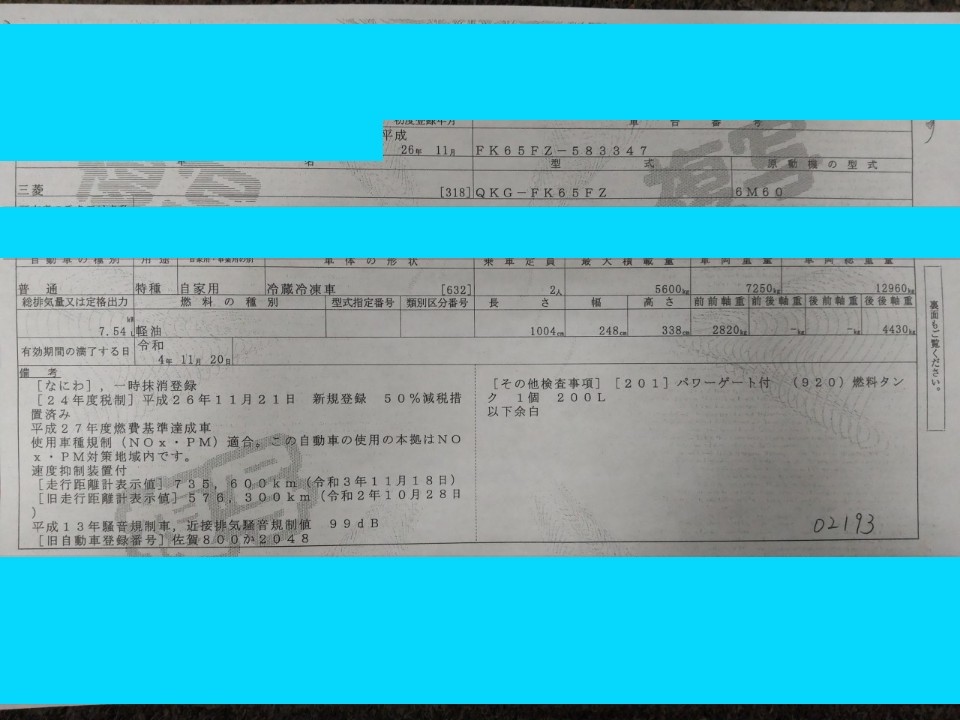 初度登録年月 車台番号
平成
26年 11月 FK65FZ-583347
車名 型式 原動機の型式
三菱 [318] QKG-FK65FZ 6M60
自動車の種別 用途 自家用・事業用の別 車体の形状 乗車定員 最大積載量 車両重量 車両総重量
普通 特種 自家用 冷蔵冷凍車 [632] 2人 5600kg 7250kg 12960kg
総排気量又は定格出力 燃料の種別 型式指定番号 類別区分番号 長さ 幅 高さ 前前軸重 前後軸重 後前軸重 後後軸重
kW
7.54L 軽油 1004cm 248cm 338cm 2820kg -kg -kg 4430kg
有効期間の満了する日 令和
4年 11月 20日
備考
[なにわ],一時抹消登録
[24年度税制]平成26年11月21日 新規登録 50%減税措
置済み
平成27年度燃費基準達成車
使用車種規制(NOx・PM)適合。この自動車の使用の本拠はNO
x・PM対策地域内です。
速度抑制装置付
[走行距離計表示値]735,600km(令和3年11月18日)
[旧走行距離計表示値]576,300km(令和2年10月28日
)
平成13年騒音規制車,近接排気騒音規制値 99dB
[旧自動車登録番号]佐賀800か2048
[その他検査事項][201]パワーゲート付 (920)燃料タン
ク 1個 200L
以下余白
02193
裏面もご覧ください。
複写
複写
複写